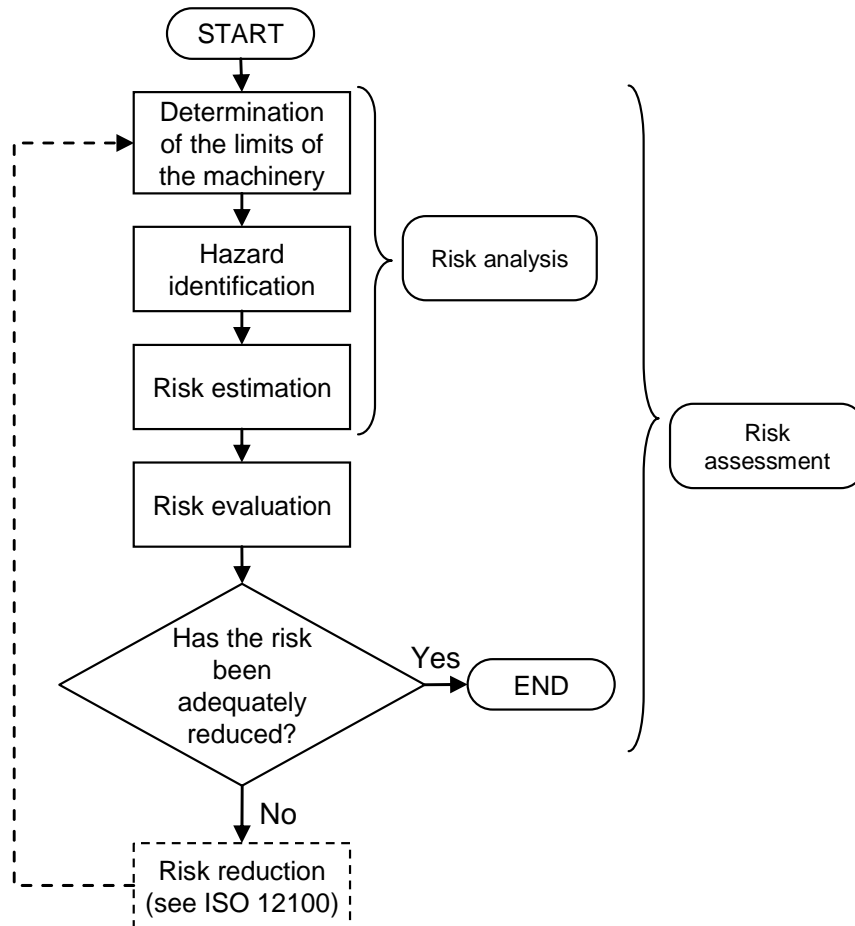 START
Determination
of the limits of
the machinery
Hazard
identification
Risk analysis
Risk estimation
Risk
assessment
Risk evaluation
Has the risk
been
adequately
reduced?
Yes
END
No
Risk reduction
(see ISO 12100)